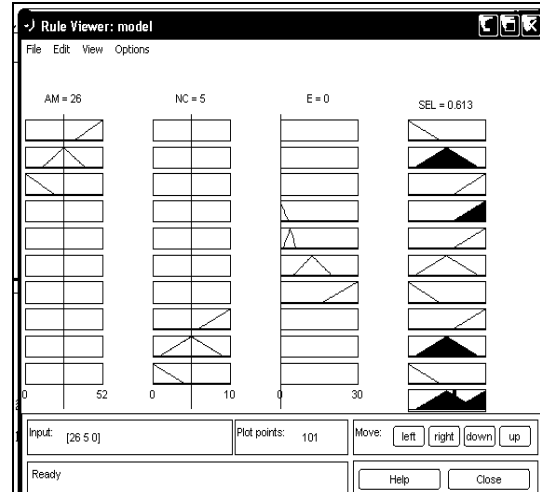 Rule Viewer: model
File Edit View Options
AM = 26 NC = 5 E = 0 SEL = 0.613
0 52 0 10 0 30
Input: [26 5 0] Plot points: 101 Move: left right down up
Ready Help Close